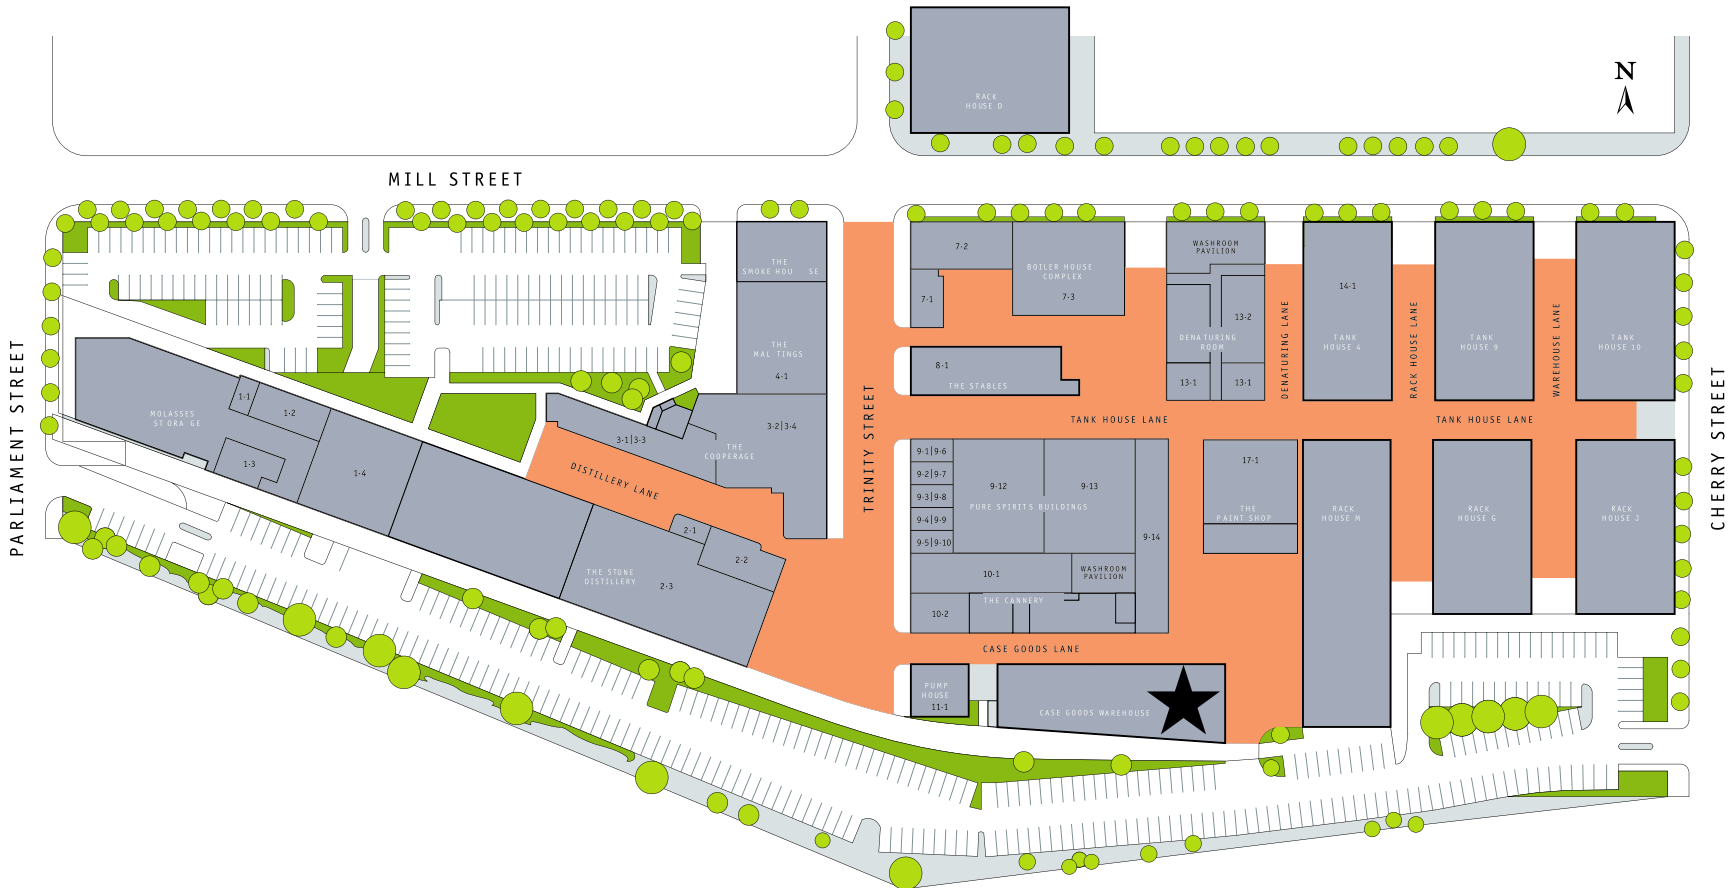 RACK
HOUSE D
N
MILL STREET
PARLIAMENT STREET
TRINITY STREET
CHERRY STREET
THE
SMOKE HOU SE
THE
MAL TINGS
4-1
7-2
7-1
BOILER HOUSE
COMPLEX
7-3
WASHROOM
PAVILION
13-2
DENATURING
ROOM
13-1
13-1
DENATURING LANE
14-1
TANK
HOUSE 4
RACK HOUSE LANE
TANK
HOUSE 9
WAREHOUSE LANE
TANK
HOUSE 10
8-1
THE STABLES
TANK HOUSE LANE
TANK HOUSE LANE
MOLASSES
ST ORA GE
1-1
1-2
1-3
1-4
3-1|3-3
3-2|3-4
THE
COOPERAGE
DISTILLERY LANE
2-1
2-2
THE STONE
DISTILLERY
2-3
9-1|9-6
9-2|9-7
9-3|9-8
9-4|9-9
9-5|9-10
9-12
9-13
PURE SPIRITS BUILDINGS
9-14
10-1
WASHROOM
PAVILION
THE CANNERY
10-2
17-1
THE
PAINT SHOP
RACK
HOUSE M
RACK
HOUSE G
RACK
HOUSE J
CASE GOODS LANE
PUMP
HOUSE
11-1
CASE GOODS WAREHOUSE